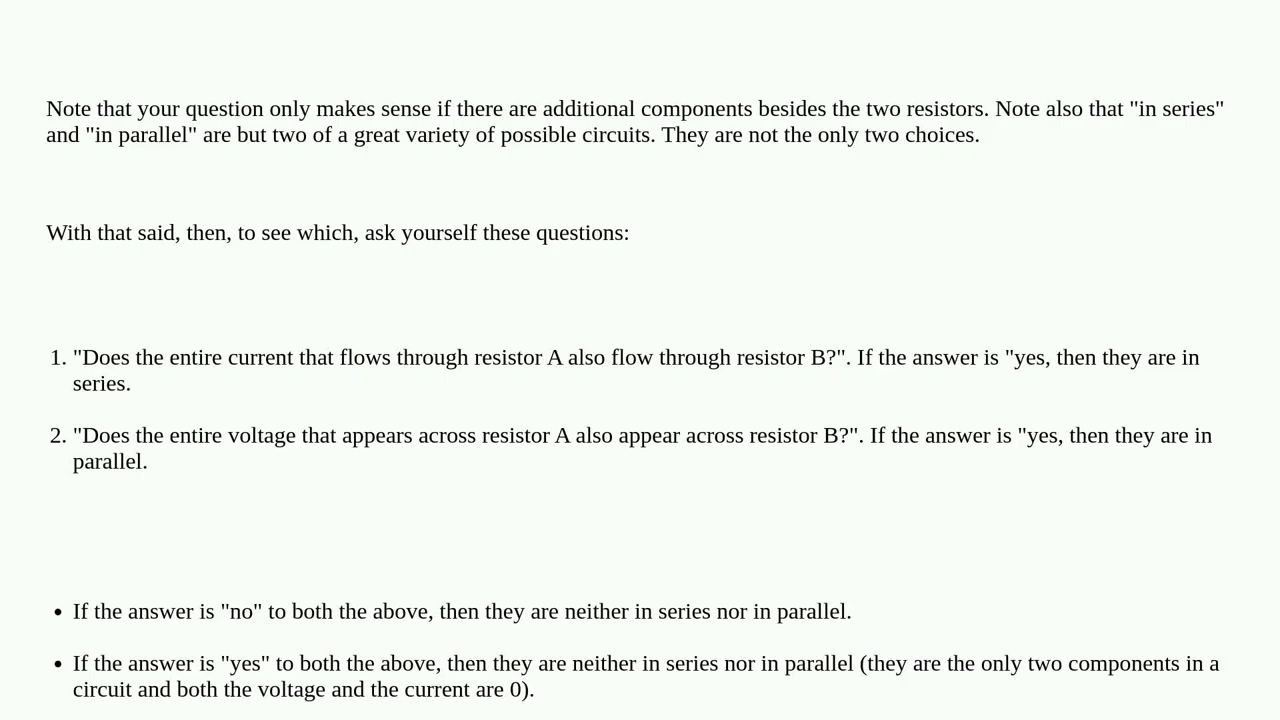 Note that your question only makes sense if there are additional components besides the two resistors. Note also that "in series"
and "in parallel" are but two of a great variety of possible circuits. They are not the only two choices.
With that said, then, to see which, ask yourself these questions:
1. "Does the entire current that flows through resistor A also flow through resistor B?". If the answer is "yes, then they are in
series.
2. "Does the entire voltage that appears across resistor A also appear across resistor B?". If the answer is "yes, then they are in
parallel.
• If the answer is "no" to both the above, then they are neither in series nor in parallel.
• If the answer is "yes" to both the above, then they are neither in series nor in parallel (they are the only two components in a
circuit and both the voltage and the current are 0).